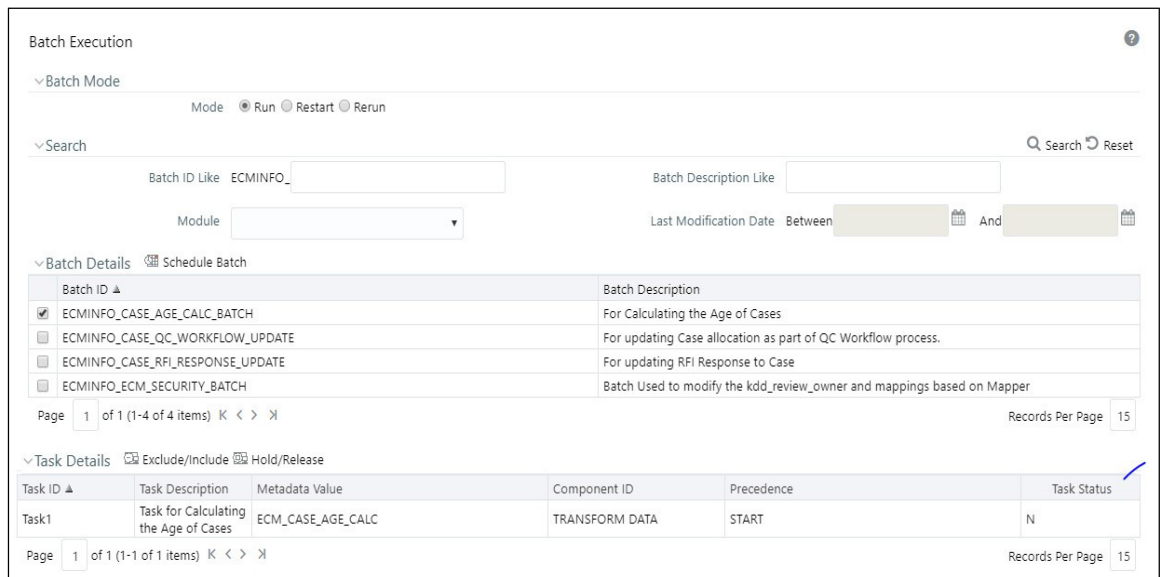 Batch Execution
Batch Mode
Mode Run Restart Rerun
Search Search Reset
Batch ID Like ECMINFO_ Batch Description Like
Module Last Modification Date Between And
Batch Details Schedule Batch
Batch ID Batch Description
ECMINFO_CASE_AGE_CALC_BATCH For Calculating the Age of Cases
ECMINFO_CASE_QC_WORKFLOW_UPDATE For updating Case allocation as part of QC Workflow process.
ECMINFO_CASE_RFI_RESPONSE_UPDATE For updating RFI Response to Case
ECMINFO_ECM_SECURITY_BATCH Batch Used to modify the kdd_review_owner and mappings based on Mapper
Page 1 of 1 (1-4 of 4 items) Records Per Page 15
Task Details Exclude/Include Hold/Release
Task ID Task Description Metadata Value Component ID Precedence Task Status
Task1 Task for Calculating the Age of Cases ECM_CASE_AGE_CALC TRANSFORM DATA START N
Page 1 of 1 (1-1 of 1 items) Records Per Page 15